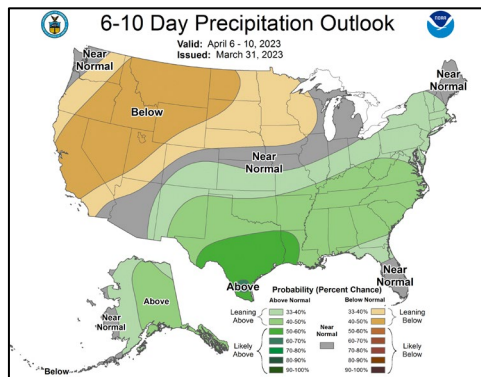 6-10 Day Precipitation Outlook
Valid: April 6 - 10, 2023
Issued: March 31, 2023
NOAA
Near
Normal
Near
Normal
Below
Near
Normal
Near
Normal
Above
Above
Near
Normal
Below
Probability (Percent Chance)
Above Normal
Below Normal
Leaning
Above
33-40%
40-50%
Likely
Above
50-60%
60-70%
70-80%
80-90%
90-100%
Near
Normal
33-40%
40-50%
Leaning
Below
50-60%
60-70%
70-80%
80-90%
90-100%
Likely
Below